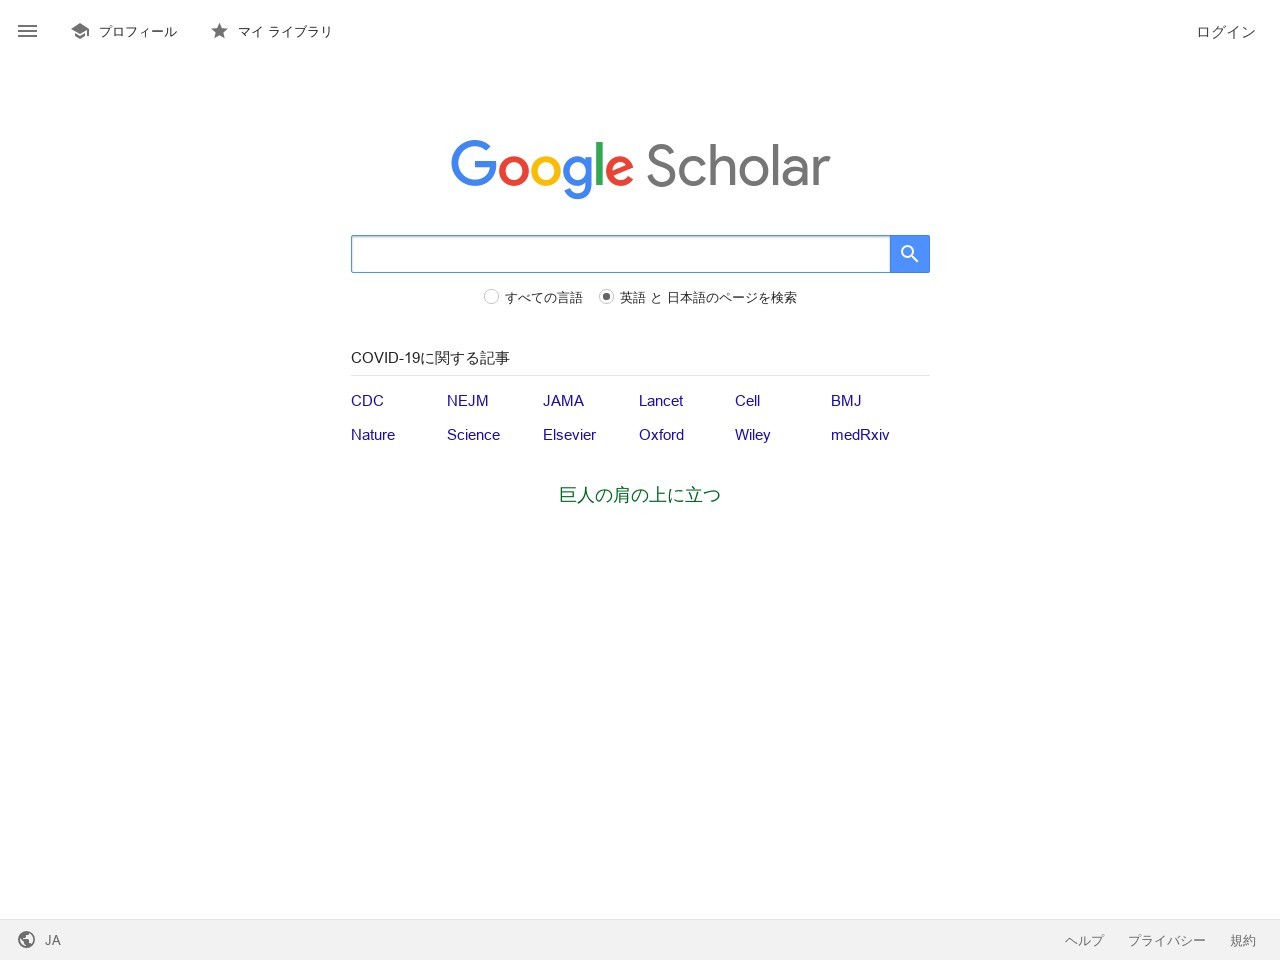 プロフィール マイ ライブラリ ログイン
Google Scholar
すべての言語 英語 と 日本語のページを検索
COVID-19に関する記事
CDC NEJM JAMA Lancet Cell BMJ
Nature Science Elsevier Oxford Wiley medRxiv
巨人の肩の上に立つ
JA ヘルプ プライバシー 規約